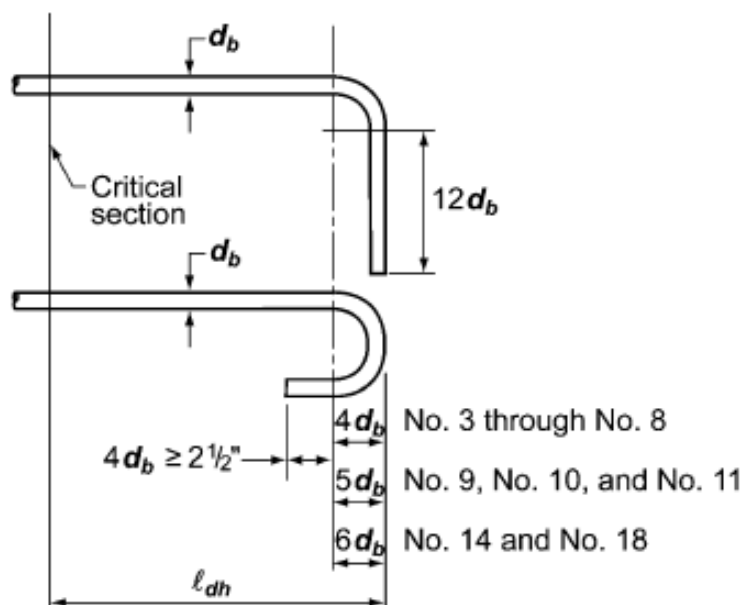 d_b
Critical
section
12d_b
d_b
4d_b ≥ 2½"
4d_b No. 3 through No. 8
5d_b No. 9, No. 10, and No. 11
6d_b No. 14 and No. 18
ℓ_dh